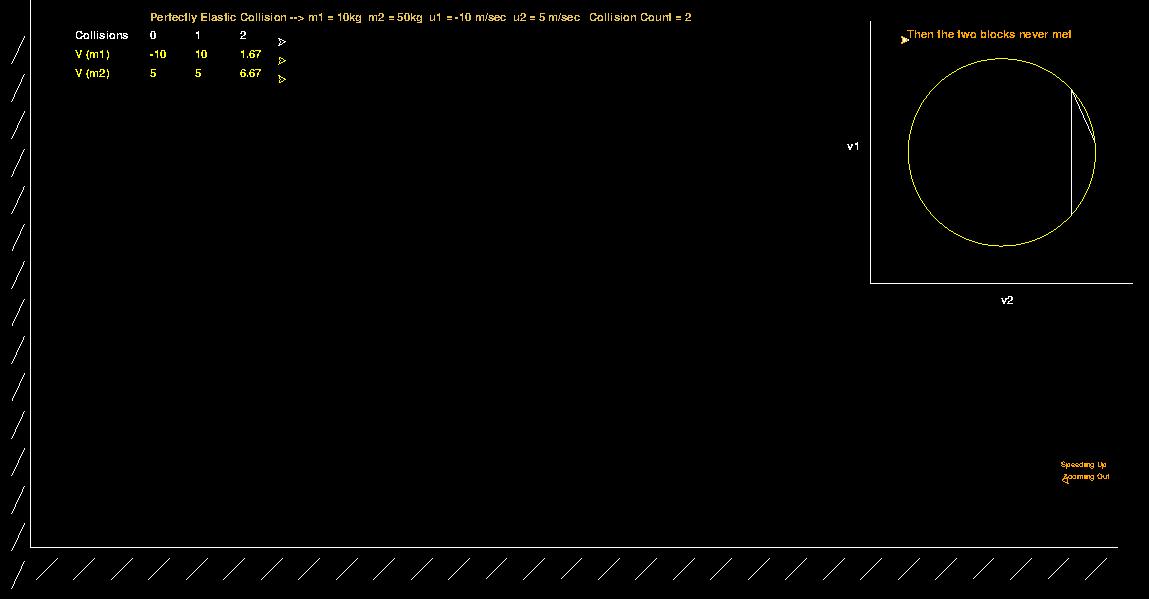 Perfectly Elastic Collision --> m1 = 10kg m2 = 50kg u1 = -10 m/sec u2 = 5 m/sec Collision Count = 2
Collisions 0 1 2
V (m1) -10 10 1.67
V (m2) 5 5 6.67
Then the two blocks never met
v1
v2
Speeding Up
Zooming Out